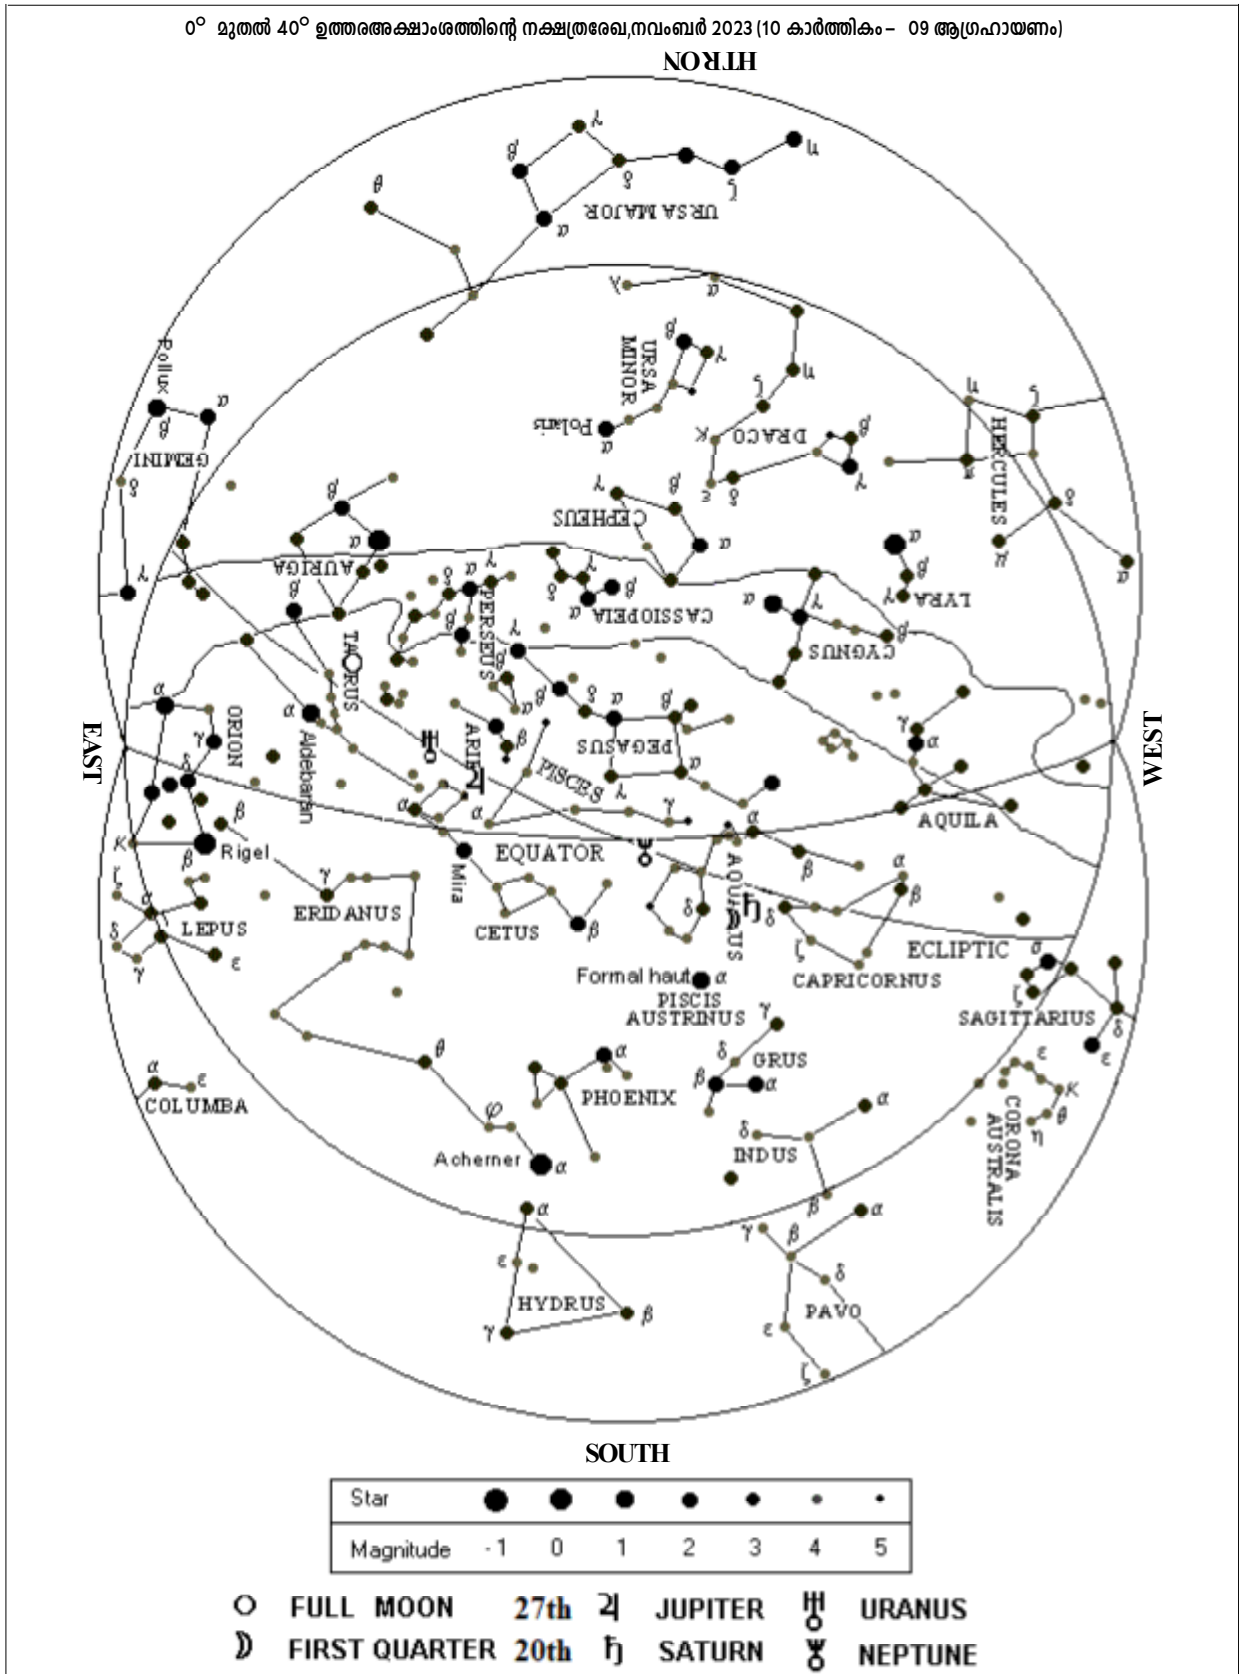 0° മുതൽ 40° ഉത്തരഅക്ഷാംശത്തിന്റെ നക്ഷത്രരേഖ,നവംബർ 2023 (10 കാർത്തികം – 09 ആഗ്രഹായണം)
NORTH
γ
β
δ
ζ
η
α
URSA MAJOR
θ
λ
α
β
γ
URSA
MINOR
Polaris
α
η
ζ
κ
DRACO
β
γ
ε
δ
η
ζ
HERCULES
π
δ
μ
α
Pollux
α
β
GEMINI
δ
γ
β
α
AURIGA
β
γ
β
CEPHEUS
α
α
β
γ
LYRA
δ
α
γ
PERSEUS
β
γ
δ
β
α
CASSIOPEIA
α
γ
CYGNUS
β
TAURUS
α
Aldebaran
γ
β
α
β
δ
α
β
PEGASUS
α
γ
EAST
WEST
α
ORION
γ
δ
β
κ
β
Rigel
ARIES
β
PISCES
α
γ
α
γ
α
AQUILA
EQUATOR
Mira
α
AQUARIUS
β
δ
α
β
δ
ζ
CAPRICORNUS
ECLIPTIC
ζ
α
LEPUS
δ
γ
ε
γ
ERIDANUS
CETUS
β
Formal haut
α
PISCIS
AUSTRINUS
σ
ζ
SAGITTARIUS
δ
ε
γ
δ
GRUS
β
α
α
ε
COLUMBA
θ
α
PHOENIX
ε
κ
θ
η
CORONA
AUSTRALIS
φ
Acherner
α
δ
INDUS
α
β
α
ε
HYDRUS
γ
β
γ
β
α
δ
PAVO
ε
ζ
SOUTH
Star
Magnitude -1 0 1 2 3 4 5
FULL MOON 27th JUPITER URANUS
FIRST QUARTER 20th SATURN NEPTUNE